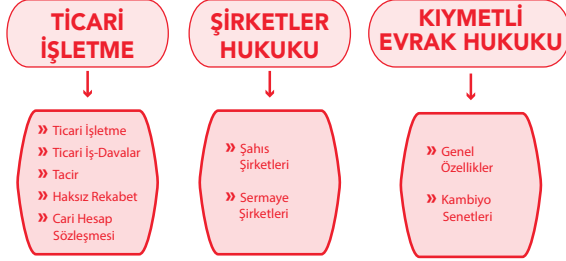 TİCARİ
İŞLETME
» Ticari İşletme
» Ticari İş-Davalar
» Tacir
» Haksız Rekabet
» Cari Hesap
Sözleşmesi
ŞİRKETLER
HUKUKU
» Şahıs
Şirketleri
» Sermaye
Şirketleri
KIYMETLİ
EVRAK HUKUKU
» Genel
Özellikler
» Kambiyo
Senetleri